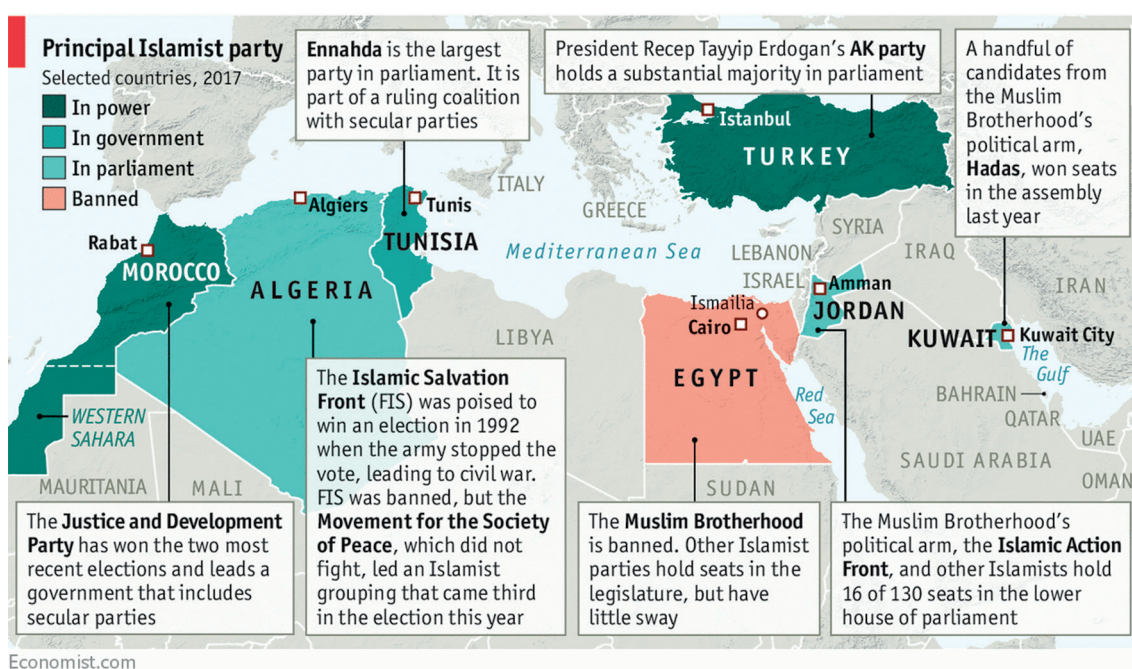 Principal Islamist party
Selected countries, 2017
In power
In government
In parliament
Banned
Ennahda is the largest
party in parliament. It is
part of a ruling coalition
with secular parties
President Recep Tayyip Erdogan's AK party
holds a substantial majority in parliament
A handful of
candidates from
the Muslim
Brotherhood's
political arm,
Hadas, won seats
in the assembly
last year
Istanbul
TURKEY
ITALY
GREECE
SYRIA
Algiers
Tunis
Rabat
MOROCCO
TUNISIA
Mediterranean Sea
LEBANON
ISRAEL
IRAQ
IRAN
ALGERIA
Amman
JORDAN
Ismailia
Cairo
LIBYA
KUWAIT
Kuwait City
The
Gulf
EGYPT
Red
Sea
BAHRAIN
QATAR
UAE
OMAN
SAUDI ARABIA
WESTERN
SAHARA
MAURITANIA
MALI
SUDAN
The Justice and Development
Party has won the two most
recent elections and leads a
government that includes
secular parties
The Islamic Salvation
Front (FIS) was poised to
win an election in 1992
when the army stopped the
vote, leading to civil war.
FIS was banned, but the
Movement for the Society
of Peace, which did not
fight, led an Islamist
grouping that came third
in the election this year
The Muslim Brotherhood
is banned. Other Islamist
parties hold seats in the
legislature, but have
little sway
The Muslim Brotherhood's
political arm, the Islamic Action
Front, and other Islamists hold
16 of 130 seats in the lower
house of parliament
Economist.com